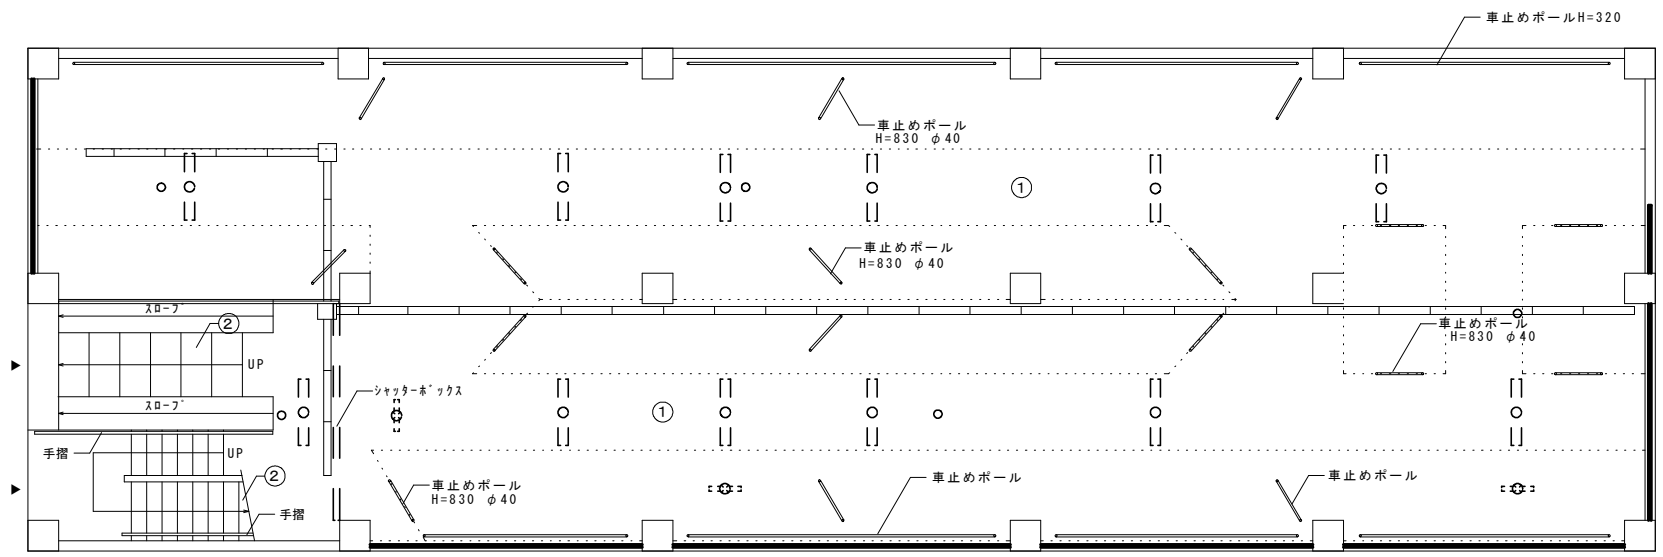 車止めポールH=320
車止めポール
H=830 φ40
①
車止めポール
H=830 φ40
スロープ
②
UP
車止めポール
H=830 φ40
スロープ
シャッターボックス
①
手摺
UP
②
車止めポール
H=830 φ40
車止めポール
車止めポール
手摺